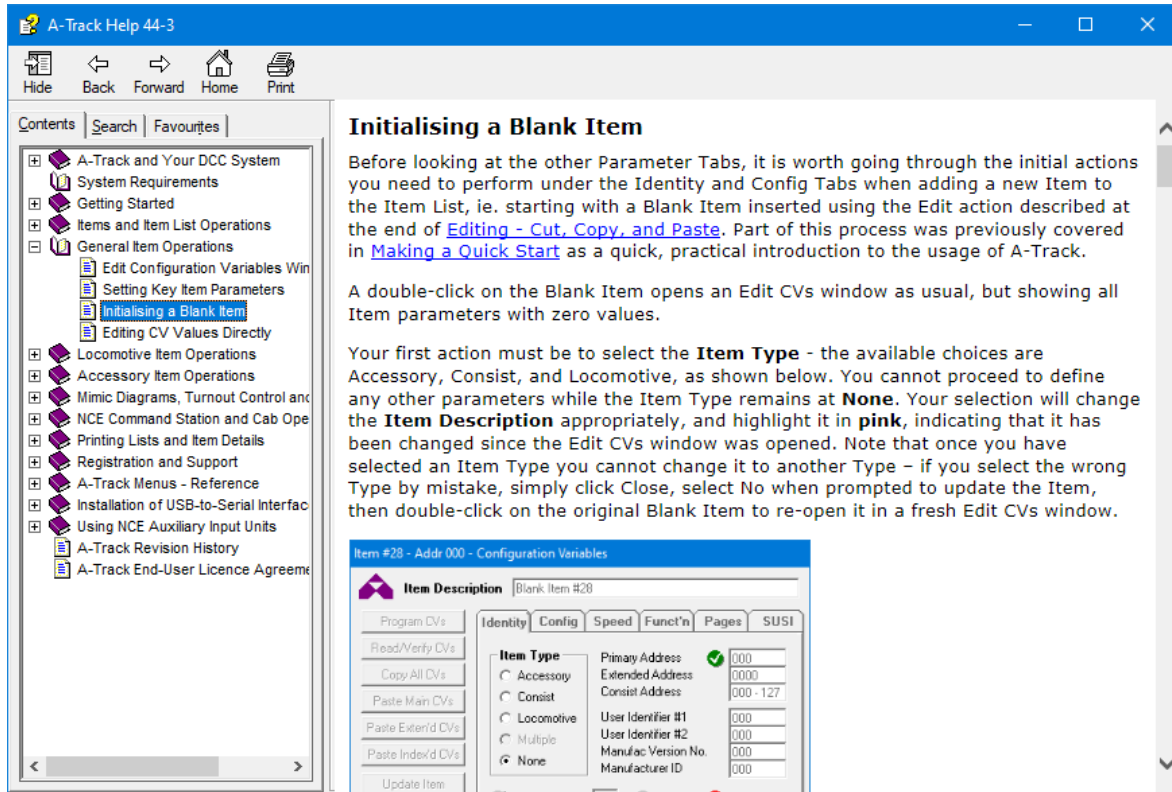 A-Track Help 44-3
Hide Back Forward Home Print
Contents Search Favourites
A-Track and Your DCC System
System Requirements
Getting Started
Items and Item List Operations
General Item Operations
Edit Configuration Variables Win
Setting Key Item Parameters
Initialising a Blank Item
Editing CV Values Directly
Locomotive Item Operations
Accessory Item Operations
Mimic Diagrams, Turnout Control and
NCE Command Station and Cab Ope
Printing Lists and Item Details
Registration and Support
A-Track Menus - Reference
Installation of USB-to-Serial Interfac
Using NCE Auxiliary Input Units
A-Track Revision History
A-Track End-User Licence Agreeme
Initialising a Blank Item
Before looking at the other Parameter Tabs, it is worth going through the initial actions
you need to perform under the Identity and Config Tabs when adding a new Item to
the Item List, ie. starting with a Blank Item inserted using the Edit action described at
the end of Editing - Cut, Copy, and Paste. Part of this process was previously covered
in Making a Quick Start as a quick, practical introduction to the usage of A-Track.
A double-click on the Blank Item opens an Edit CVs window as usual, but showing all
Item parameters with zero values.
Your first action must be to select the Item Type - the available choices are
Accessory, Consist, and Locomotive, as shown below. You cannot proceed to define
any other parameters while the Item Type remains at None. Your selection will change
the Item Description appropriately, and highlight it in pink, indicating that it has
been changed since the Edit CVs window was opened. Note that once you have
selected an Item Type you cannot change it to another Type – if you select the wrong
Type by mistake, simply click Close, select No when prompted to update the Item,
then double-click on the original Blank Item to re-open it in a fresh Edit CVs window.
Item #28 - Addr 000 - Configuration Variables
Item Description Blank Item #28
Program CVs
Read/Verify CVs
Copy All CVs
Paste Main CVs
Paste Exten'd CVs
Paste Index'd CVs
Update Item
Identity Config Speed Funct'n Pages SUSI
Item Type
Accessory
Consist
Locomotive
Multiple
None
Primary Address 000
Extended Address 0000
Consist Address 000 - 127
User Identifier #1 000
User Identifier #2 000
Manufac Version No. 000
Manufacturer ID 000